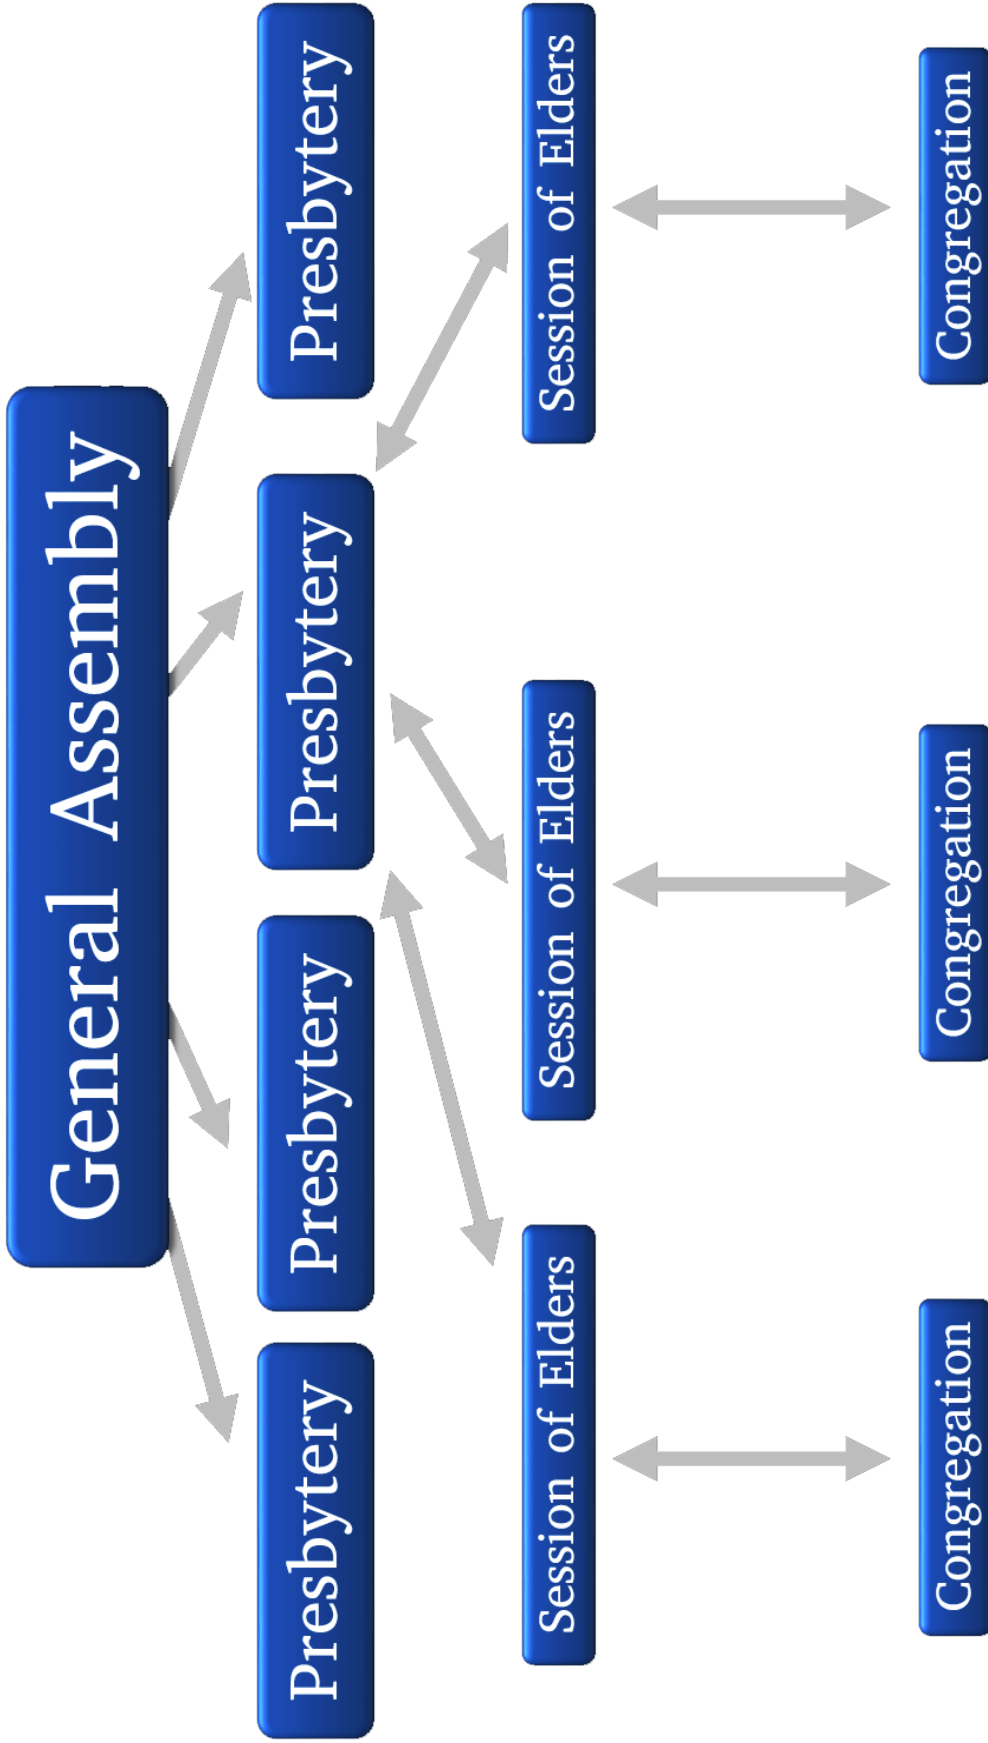 General Assembly
Presbytery
Presbytery
Presbytery
Presbytery
Session of Elders
Session of Elders
Session of Elders
Congregation
Congregation
Congregation